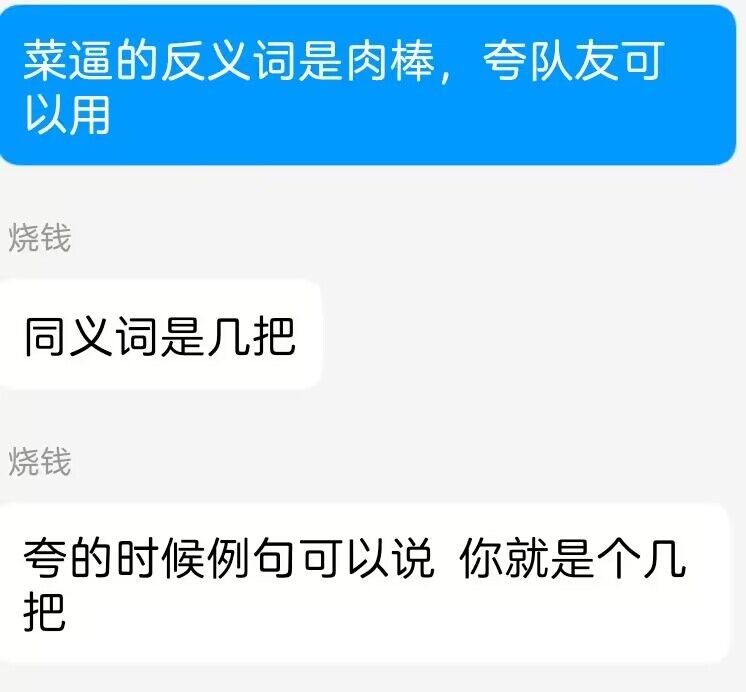 菜逼的反义词是肉棒，夸队友可
以用
烧钱
同义词是几把
烧钱
夸的时候例句可以说 你就是个几
把